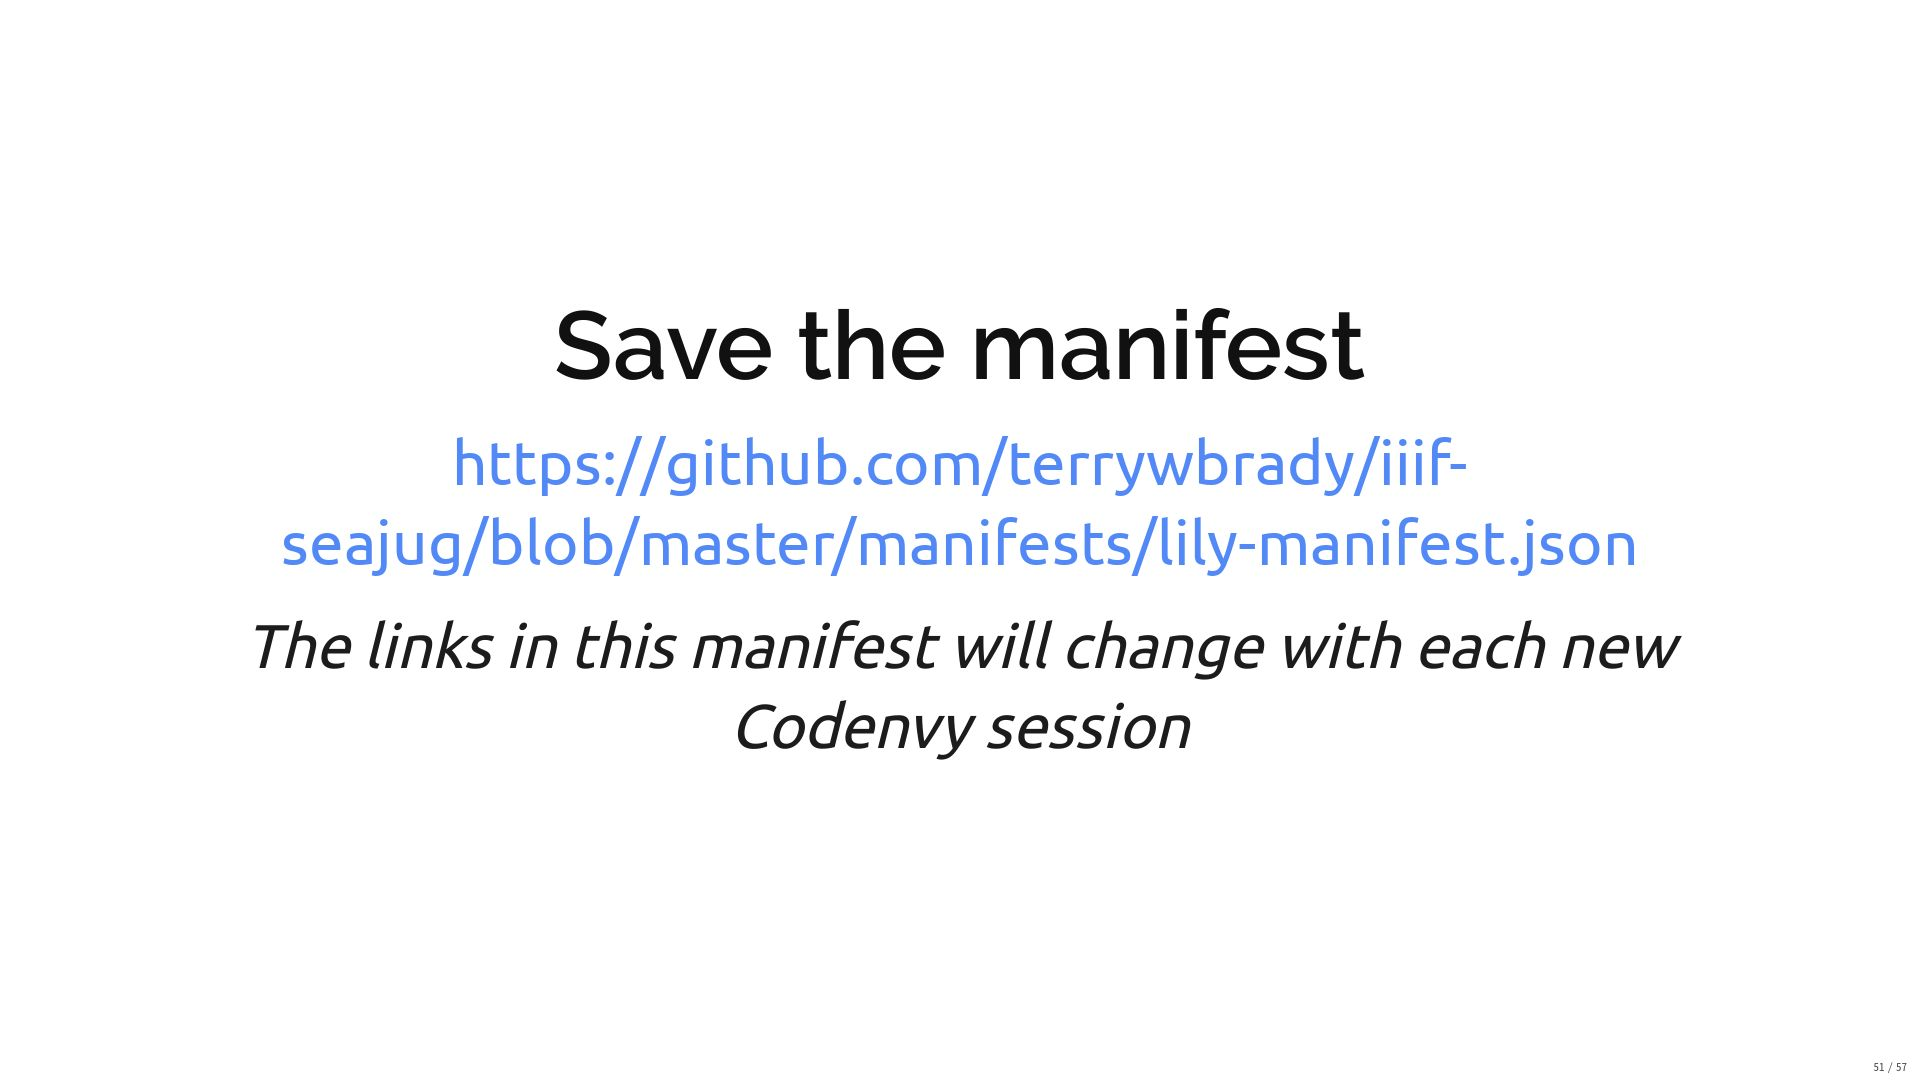 Save the manifest
https://github.com/terrywbrady/iiif-
seajug/blob/master/manifests/lily-manifest.json
The links in this manifest will change with each new
Codenvy session
51 / 57